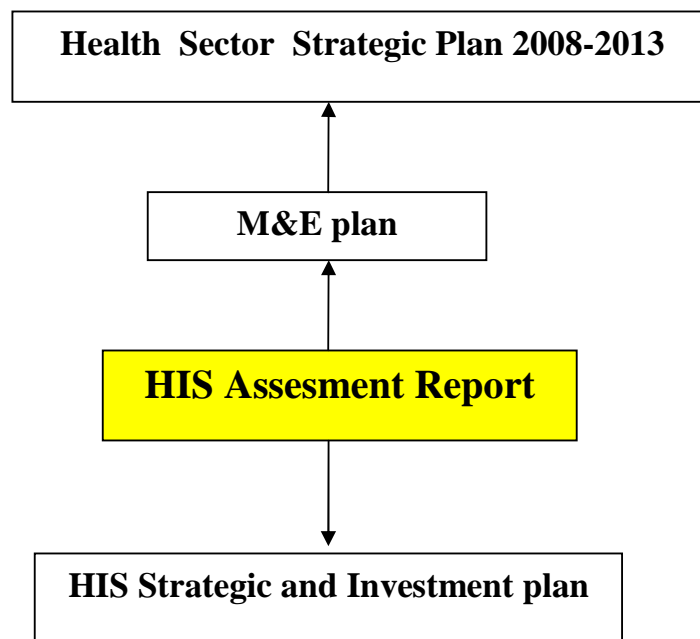 Health Sector Strategic Plan 2008-2013
M&E plan
HIS Assesment Report
HIS Strategic and Investment plan